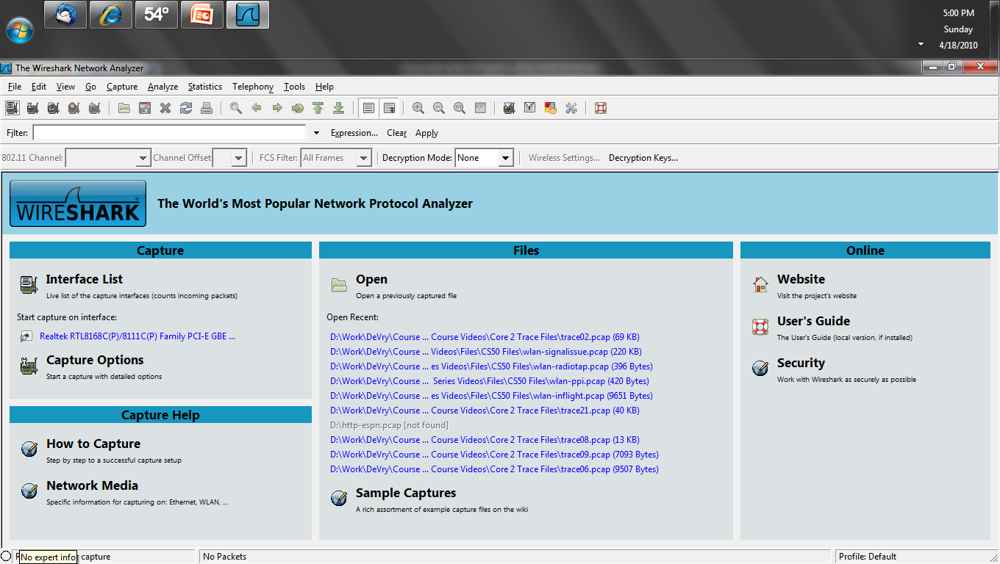 54°
5:00 PM
Sunday
4/18/2010
The Wireshark Network Analyzer
File Edit View Go Capture Analyze Statistics Telephony Tools Help
Filter: Expression... Clear Apply
802.11 Channel: Channel Offset FCS Filter: All Frames Decryption Mode: None Wireless Settings... Decryption Keys...
WIRESHARK
The World's Most Popular Network Protocol Analyzer
Capture
Interface List
Live list of the capture interfaces (counts incoming packets)
Start capture on interface:
Realtek RTL8168C(P)/8111C(P) Family PCI-E GBE ...
Capture Options
Start a capture with detailed options
Capture Help
How to Capture
Step by step to a successful capture setup
Network Media
Specific information for capturing on: Ethernet, WLAN, ...
Files
Open
Open a previously captured file
Open Recent:
D:\Work\DeVry\Course ... Course Videos\Core 2 Trace Files\trace02.pcap (69 KB)
D:\Work\DeVry\Course ... Videos\Files\CS50 Files\wlan-signalissue.pcap (220 KB)
D:\Work\DeVry\Course ... es Videos\Files\CS50 Files\wlan-radiotap.pcap (396 Bytes)
D:\Work\DeVry\Course ... Series Videos\Files\CS50 Files\wlan-ppi.pcap (420 Bytes)
D:\Work\DeVry\Course ... es Videos\Files\CS50 Files\wlan-inflight.pcap (9651 Bytes)
D:\Work\DeVry\Course ... Course Videos\Core 2 Trace Files\trace21.pcap (40 KB)
D:\http-espn.pcap [not found]
D:\Work\DeVry\Course ... Course Videos\Core 2 Trace Files\trace08.pcap (13 KB)
D:\Work\DeVry\Course ... Course Videos\Core 2 Trace Files\trace09.pcap (7093 Bytes)
D:\Work\DeVry\Course ... Course Videos\Core 2 Trace Files\trace06.pcap (9507 Bytes)
Sample Captures
A rich assortment of example capture files on the wiki
Online
Website
Visit the project's website
User's Guide
The User's Guide (local version, if installed)
Security
Work with Wireshark as securely as possible
No expert info capture
No Packets
Profile: Default